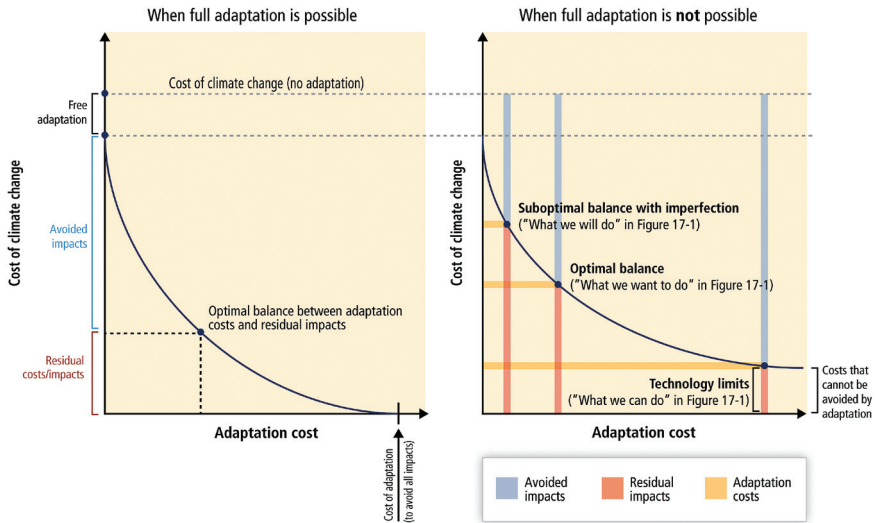 When full adaptation is possible
Cost of climate change (no adaptation)
Free
adaptation
Cost of climate change
Avoided
impacts
Optimal balance between adaptation
costs and residual impacts
Residual
costs/impacts
Adaptation cost
Cost of adaptation
(to avoid all impacts)
When full adaptation is not possible
Cost of climate change
Suboptimal balance with imperfection
("What we will do" in Figure 17-1)
Optimal balance
("What we want to do" in Figure 17-1)
Technology limits
("What we can do" in Figure 17-1)
Costs that
cannot be
avoided by
adaptation
Adaptation cost
Avoided
impacts
Residual
impacts
Adaptation
costs